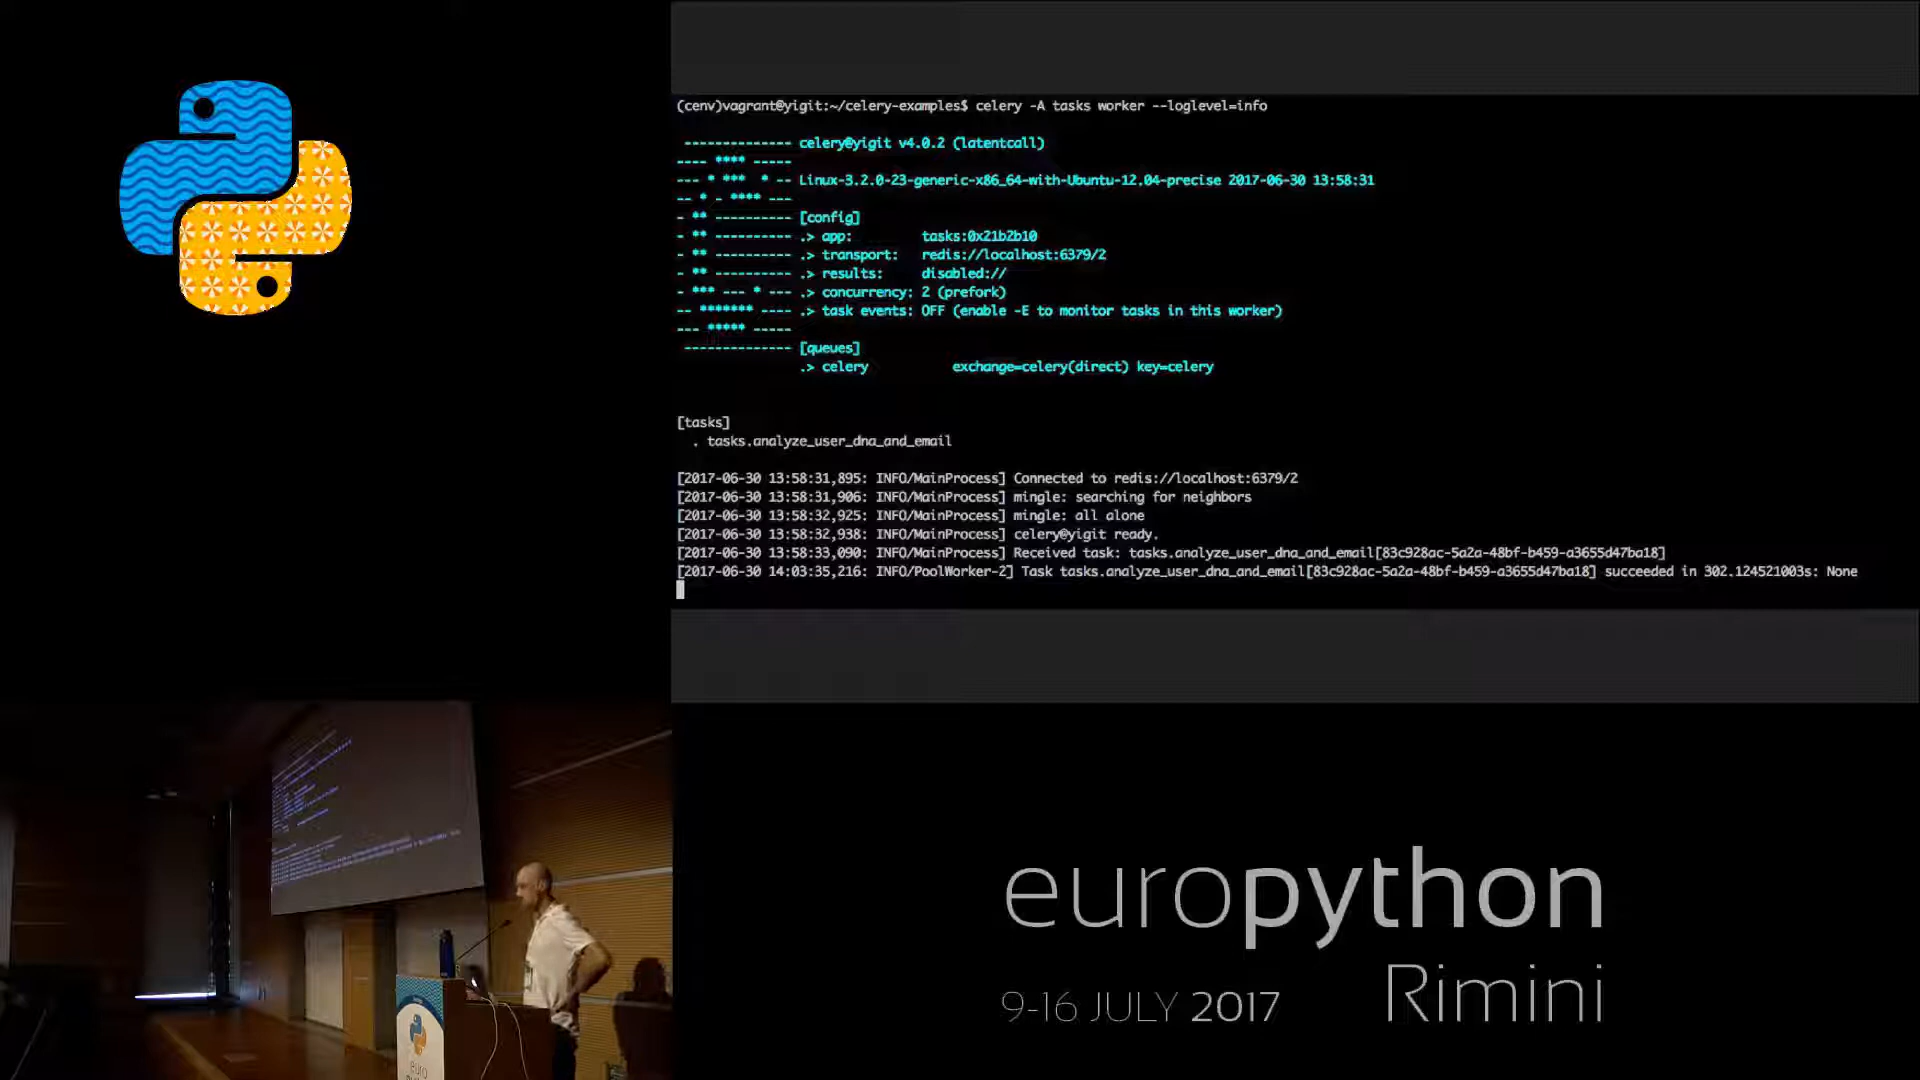 (cenv)vagrant@yigit:~/celery-examples$ celery -A tasks worker --loglevel=info
-------------- celery@yigit v4.0.2 (latentcall)
---- **** -----
--- * ***  * -- Linux-3.2.0-23-generic-x86_64-with-Ubuntu-12.04-precise 2017-06-30 13:58:31
-- * - **** ---
- ** ---------- [config]
- ** ---------- .> app:         tasks:0x21b2b10
- ** ---------- .> transport:   redis://localhost:6379/2
- ** ---------- .> results:     disabled://
- *** --- * --- .> concurrency: 2 (prefork)
-- ******* ---- .> task events: OFF (enable -E to monitor tasks in this worker)
--- ***** -----
-------------- [queues]
.> celery           exchange=celery(direct) key=celery
[tasks]
. tasks.analyze_user_dna_and_email
[2017-06-30 13:58:31,895: INFO/MainProcess] Connected to redis://localhost:6379/2
[2017-06-30 13:58:31,906: INFO/MainProcess] mingle: searching for neighbors
[2017-06-30 13:58:32,925: INFO/MainProcess] mingle: all alone
[2017-06-30 13:58:32,938: INFO/MainProcess] celery@yigit ready.
[2017-06-30 13:58:33,090: INFO/MainProcess] Received task: tasks.analyze_user_dna_and_email[83c928ac-5a2a-48bf-b459-a3655d47ba18]
[2017-06-30 14:03:35,216: INFO/PoolWorker-2] Task tasks.analyze_user_dna_and_email[83c928ac-5a2a-48bf-b459-a3655d47ba18] succeeded in 302.124521003s: None
europython
9-16 JULY 2017 Rimini
euro